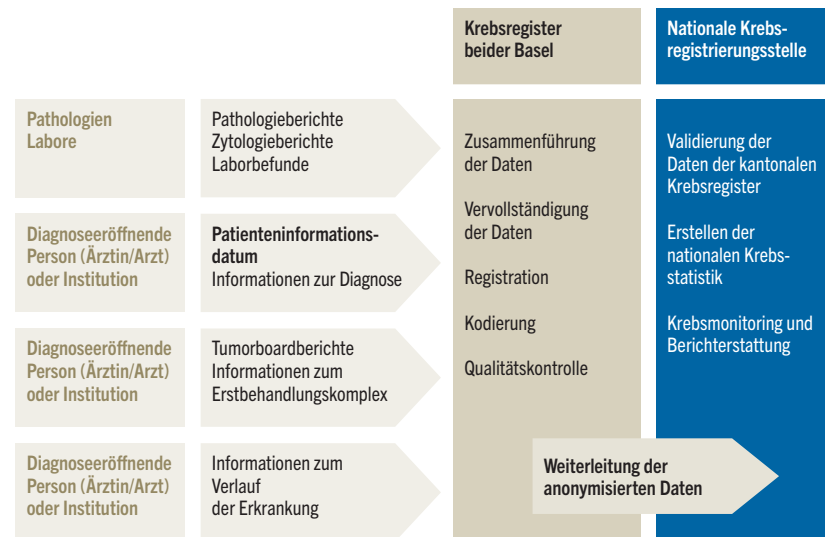 Krebsregister
beider Basel
Nationale Krebs-
registrierungsstelle
Pathologien
Labore
Pathologieberichte
Zytologieberichte
Laborbefunde
Diagnoseeröffnende
Person (Ärztin/Arzt)
oder Institution
Patienteninformations-
datum
Informationen zur Diagnose
Diagnoseeröffnende
Person (Ärztin/Arzt)
oder Institution
Tumorboardberichte
Informationen zum
Erstbehandlungskomplex
Diagnoseeröffnende
Person (Ärztin/Arzt)
oder Institution
Informationen zum
Verlauf
der Erkrankung
Zusammenführung
der Daten
Vervollständigung
der Daten
Registration
Kodierung
Qualitätskontrolle
Validierung der
Daten der kantonalen
Krebsregister
Erstellen der
nationalen Krebs-
statistik
Krebsmonitoring und
Berichterstattung
Weiterleitung der
anonymisierten Daten